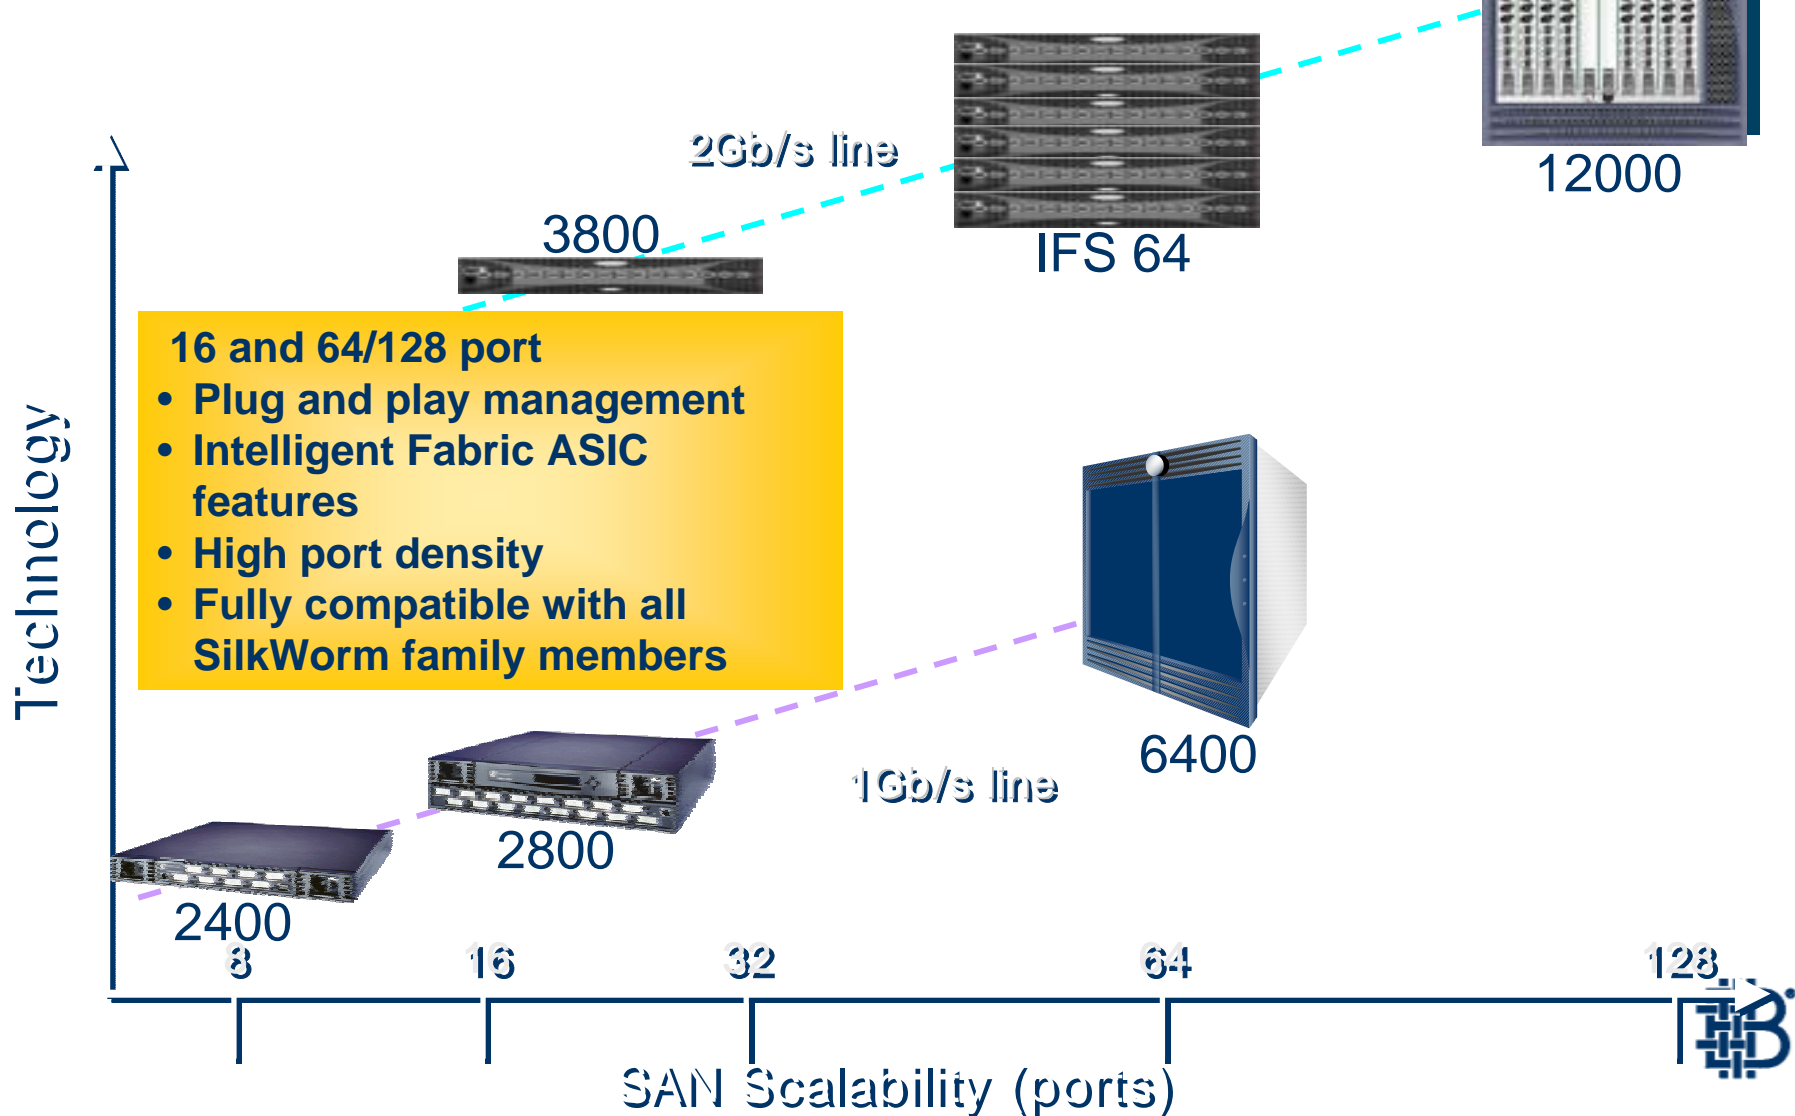 12000
2Gb/s line
3800
IFS 64
16 and 64/128 port
• Plug and play management
• Intelligent Fabric ASIC
features
• High port density
• Fully compatible with all
SilkWorm family members
Technology
6400
1Gb/s line
2800
2400
8 16 32 64 128
SAN Scalability (ports)
B